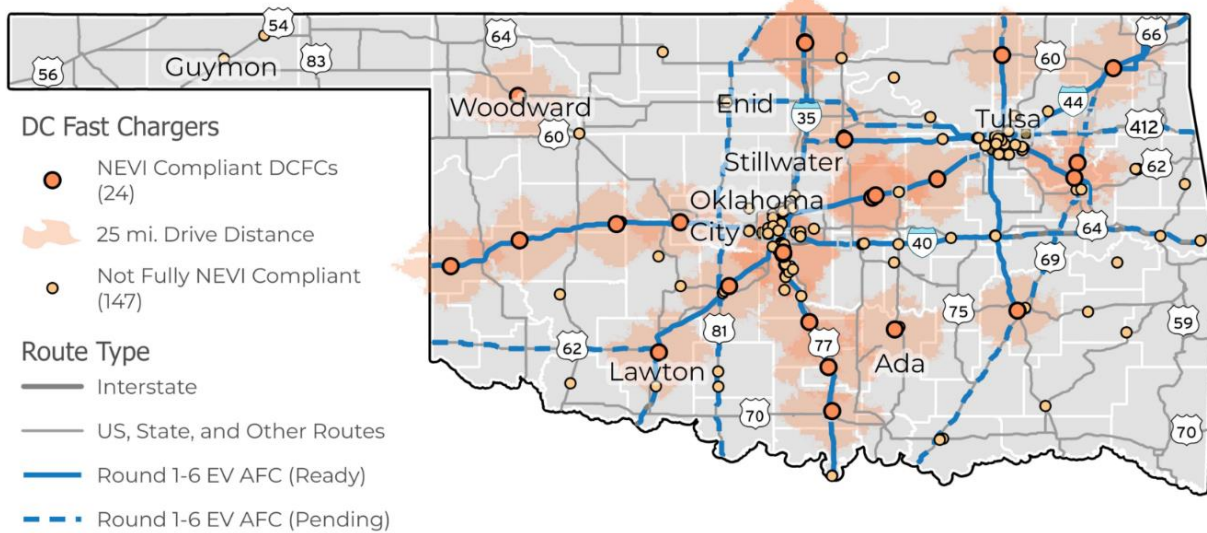 54
64
66
56
Guymon
83
60
Woodward
Enid
35
44
Tulsa
412
60
Stillwater
62
Oklahoma
City
40
64
69
81
77
75
59
62
Lawton
Ada
70
70
DC Fast Chargers
NEVI Compliant DCFCs
(24)
25 mi. Drive Distance
Not Fully NEVI Compliant
(147)
Route Type
Interstate
US, State, and Other Routes
Round 1-6 EV AFC (Ready)
Round 1-6 EV AFC (Pending)